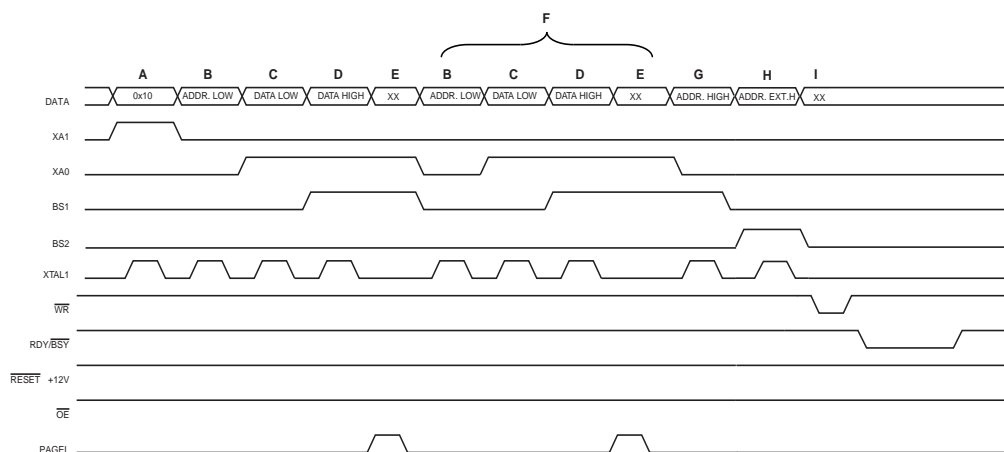 F
A B C D E B C D E G H I
DATA 0x10 ADDR. LOW DATA LOW DATA HIGH XX ADDR. LOW DATA LOW DATA HIGH XX ADDR. HIGH ADDR. EXT.H XX
XA1
XA0
BS1
BS2
XTAL1
WR
RDY/BSY
RESET +12V
OE
PAGEL